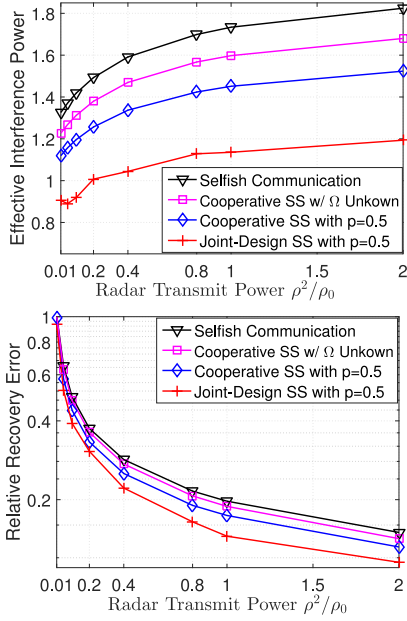 1.8
1.6
1.4
1.2
1
0.8
Effective Interference Power
Selfish Communication
Cooperative SS w/ Ω Unkown
Cooperative SS with p=0.5
Joint-Design SS with p=0.5
0.01 0.1 0.2 0.4 0.8 1 2
Radar Transmit Power ρ²/ρ₀
1
0.6
0.4
0.2
Relative Recovery Error
Selfish Communication
Cooperative SS w/ Ω Unkown
Cooperative SS with p=0.5
Joint-Design SS with p=0.5
0.01 0.2 0.4 0.8 1 2
Radar Transmit Power ρ²/ρ₀